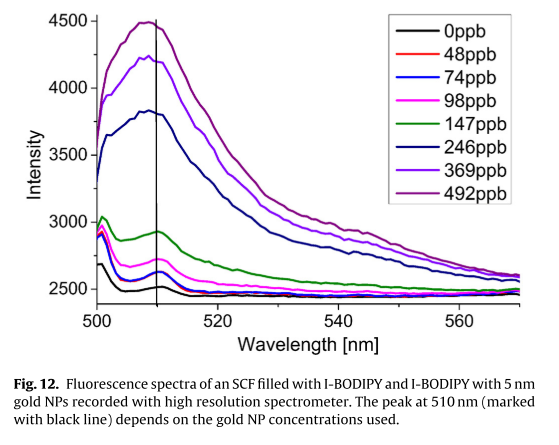 4500
4000
3500
3000
2500
Intensity
500
520
540
560
Wavelength [nm]
0ppb
48ppb
74ppb
98ppb
147ppb
246ppb
369ppb
492ppb
Fig. 12. Fluorescence spectra of an SCF filled with I-BODIPY and I-BODIPY with 5 nm
gold NPs recorded with high resolution spectrometer. The peak at 510 nm (marked
with black line) depends on the gold NP concentrations used.